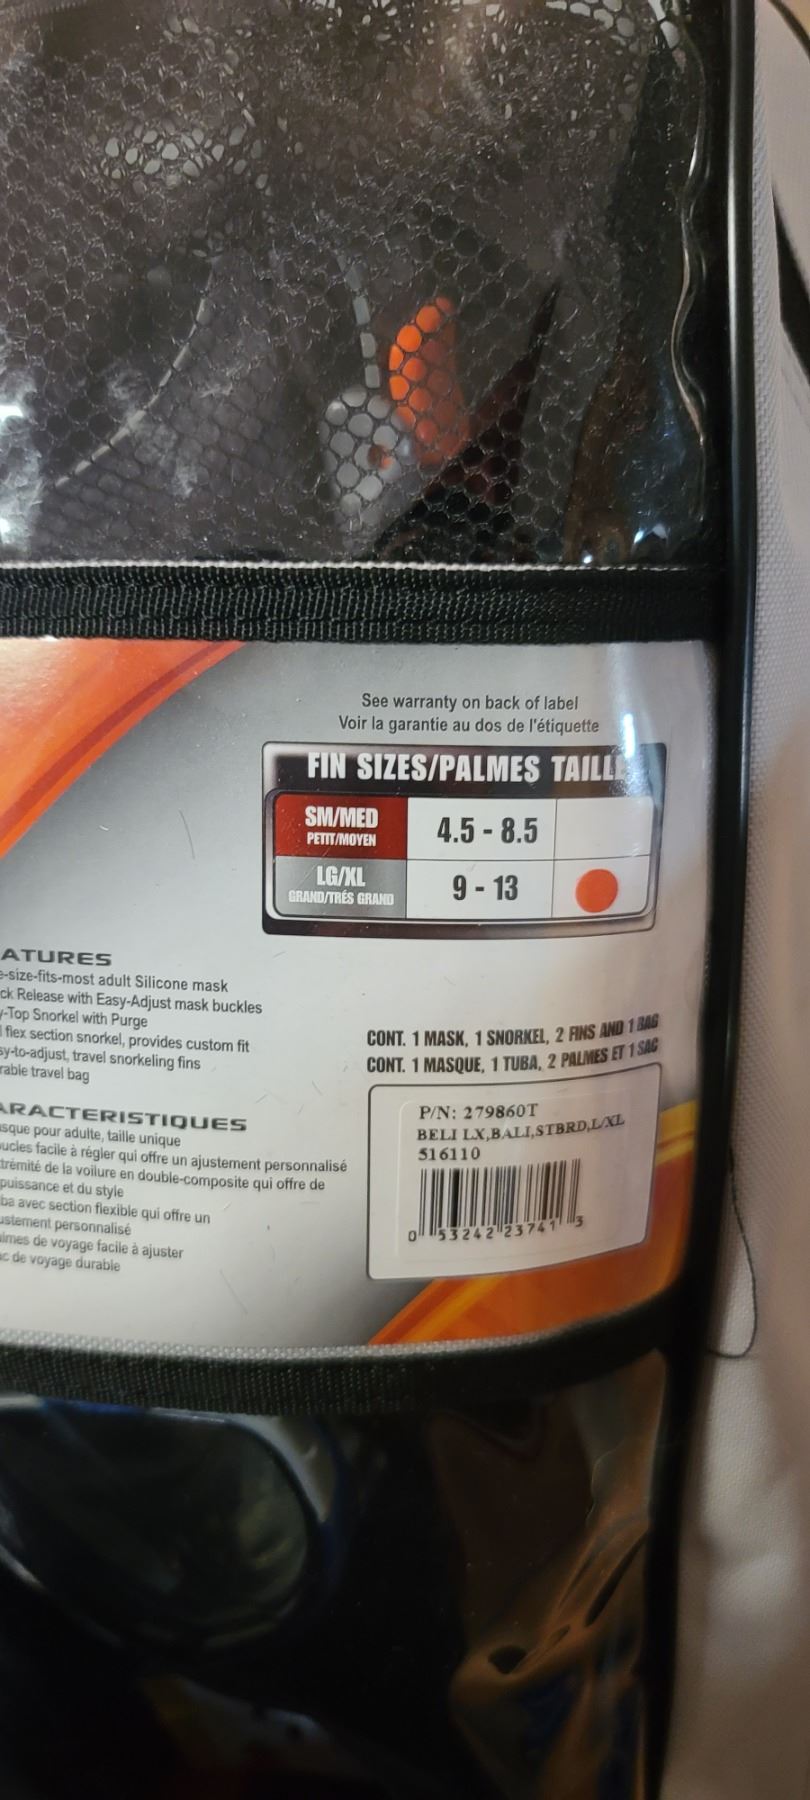 See warranty on back of label
Voir la garantie au dos de l'étiquette
FIN SIZES/PALMES TAILL
SM/MED
PETIT/MOYEN
4.5 - 8.5
LG/XL
GRAND/TRÉS GRAND
9 - 13
ATURES
e-size-fits-most adult Silicone mask
ck Release with Easy-Adjust mask buckles
y-Top Snorkel with Purge
l flex section snorkel, provides custom fit
sy-to-adjust, travel snorkeling fins
rable travel bag
ARACTERISTIQUES
sque pour adulte, taille unique
ucles facile à régler qui offre un ajustement personnalisé
trémité de la voilure en double-composite qui offre de
puissance et du style
ba avec section flexible qui offre un
ustement personnalisé
lmes de voyage facile à ajuster
ac de voyage durable
CONT. 1 MASK, 1 SNORKEL, 2 FINS AND 1 BAG
CONT. 1 MASQUE, 1 TUBA, 2 PALMES ET 1 SAC
P/N: 279860T
BELI LX,BALI,STBRD,L/XL
516110
0 53242 23741 3